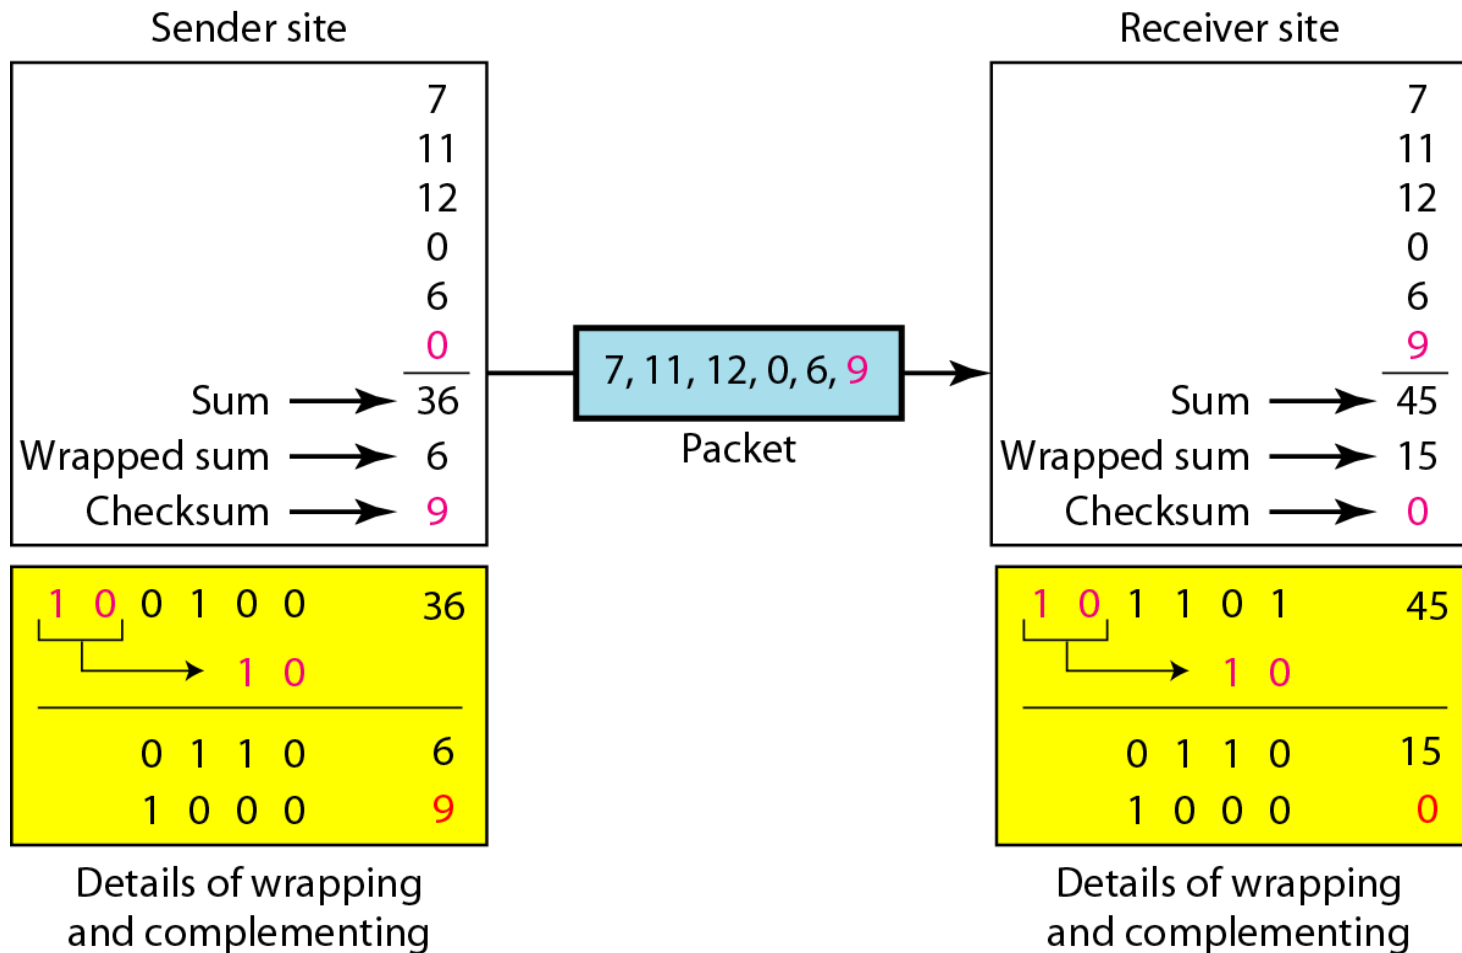 Sender site
7
11
12
0
6
0
Sum 36
Wrapped sum 6
Checksum 9
1 0 0 1 0 0 36
1 0
0 1 1 0 6
1 0 0 0 9
Details of wrapping
and complementing
7, 11, 12, 0, 6, 9
Packet
Receiver site
7
11
12
0
6
9
Sum 45
Wrapped sum 15
Checksum 0
1 0 1 1 0 1 45
1 0
0 1 1 0 15
1 0 0 0 0
Details of wrapping
and complementing